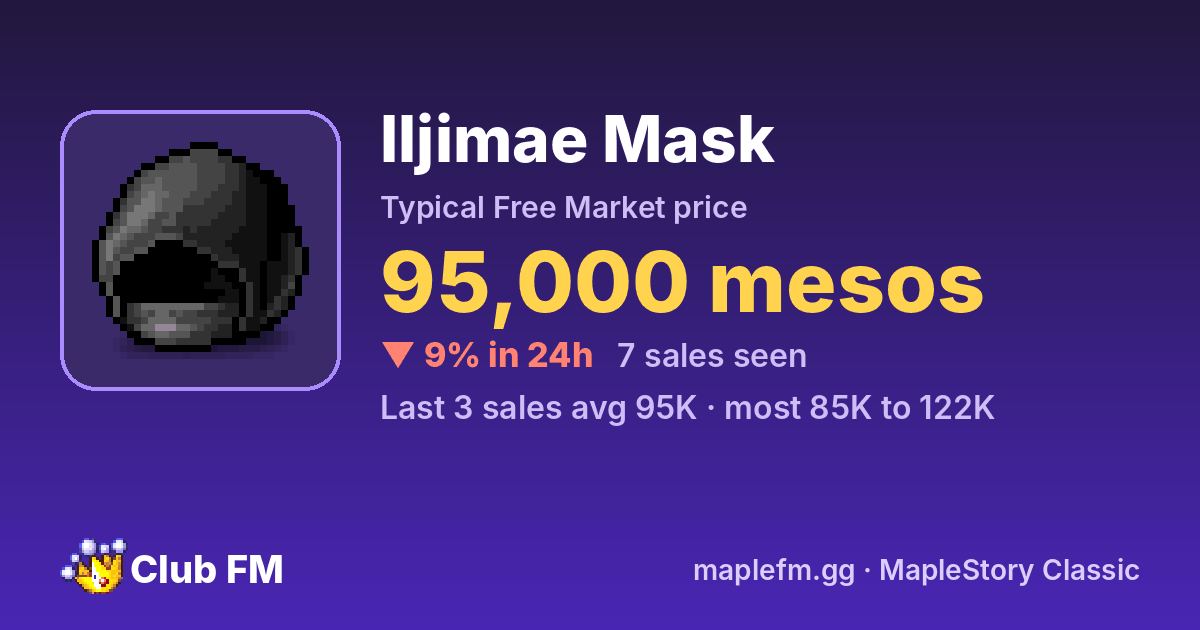 Iljimae Mask
Typical Free Market price
95,000 mesos
▼ 9% in 24h 7 sales seen
Last 3 sales avg 95K · most 85K to 122K
Club FM
maplefm.gg · MapleStory Classic